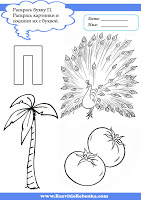 Раскрась букву П.
Раскрась картинки и
соедини их с буквой.
Дата:
Имя:
www.RazvitieRebenka.com